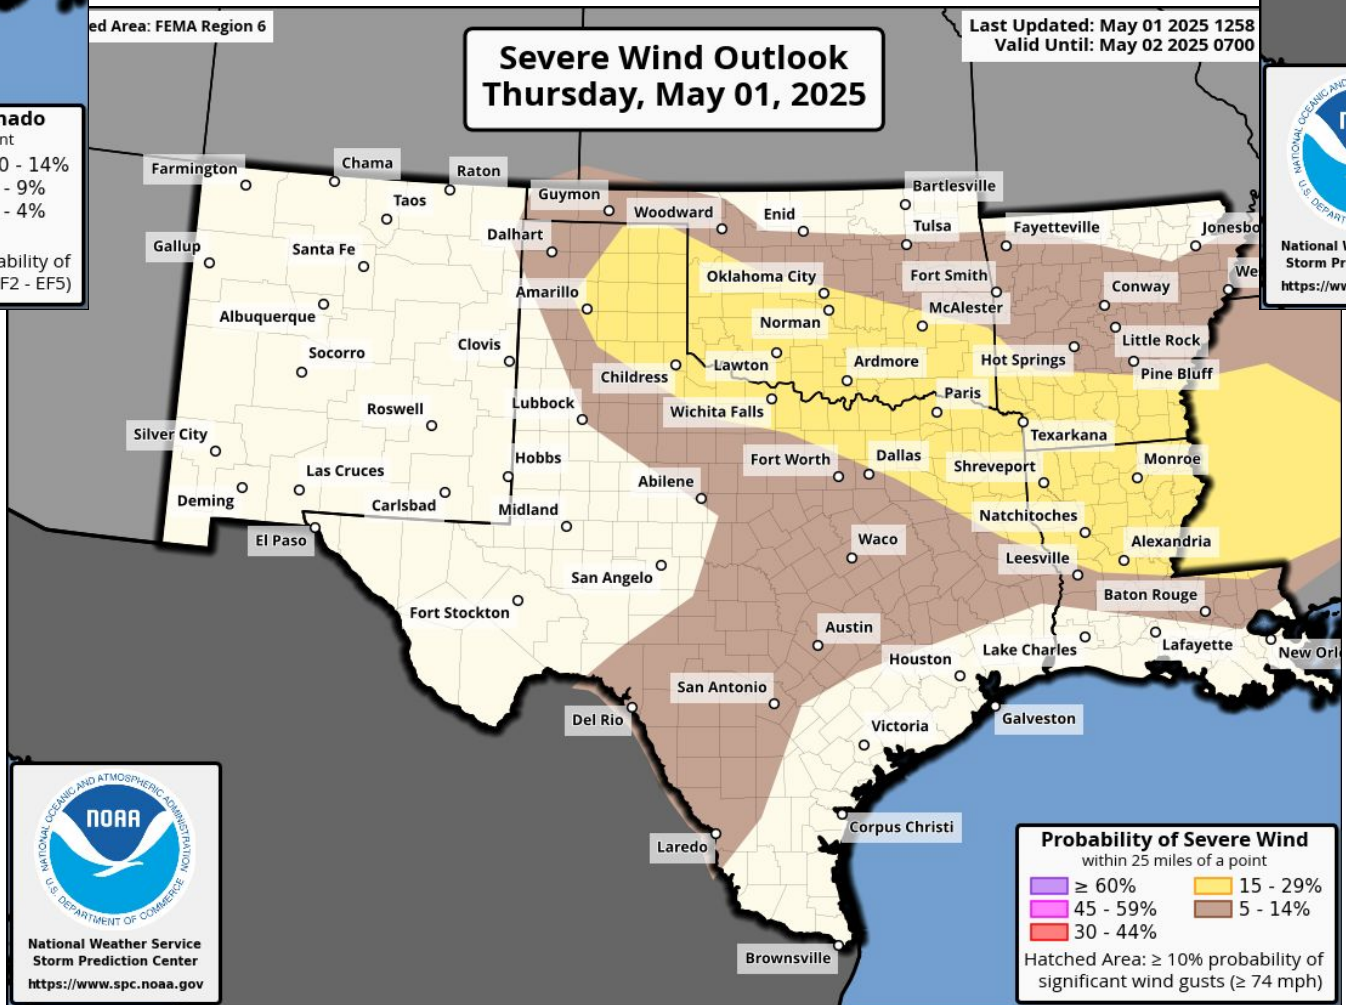 ed Area: FEMA Region 6
Severe Wind Outlook
Thursday, May 01, 2025
Last Updated: May 01 2025 1258
Valid Until: May 02 2025 0700
nado
nt
0 - 14%
- 9%
- 4%
ability of
F2 - EF5)
National W
Storm Pr
https://ww
Farmington
Chama
Raton
Taos
Guymon
Woodward
Enid
Bartlesville
Tulsa
Fayetteville
Jonesbo
Gallup
Santa Fe
Dalhart
Oklahoma City
Fort Smith
Conway
We
Albuquerque
Amarillo
Norman
McAlester
Little Rock
Socorro
Clovis
Childress
Lawton
Ardmore
Hot Springs
Pine Bluff
Roswell
Lubbock
Wichita Falls
Paris
Texarkana
Silver City
Las Cruces
Hobbs
Fort Worth
Dallas
Shreveport
Monroe
Deming
Carlsbad
Midland
Abilene
Natchitoches
El Paso
San Angelo
Waco
Leesville
Alexandria
Fort Stockton
Austin
Baton Rouge
Houston
Lake Charles
Lafayette
New Orl
Del Rio
San Antonio
Victoria
Galveston
Laredo
Corpus Christi
Brownsville
NATIONAL OCEANIC AND ATMOSPHERIC ADMINISTRATION
NOAA
U.S. DEPARTMENT OF COMMERCE
National Weather Service
Storm Prediction Center
https://www.spc.noaa.gov
Probability of Severe Wind
within 25 miles of a point
≥ 60%
15 - 29%
45 - 59%
5 - 14%
30 - 44%
Hatched Area: ≥ 10% probability of
significant wind gusts (≥ 74 mph)